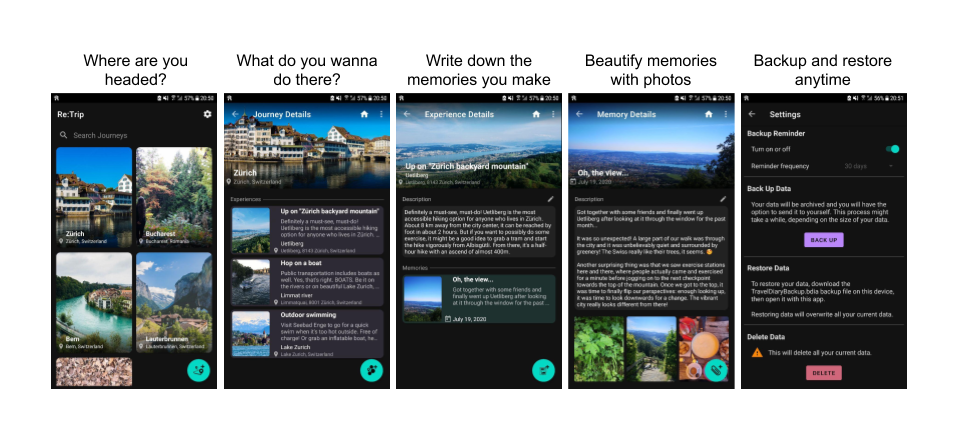 Where are you
headed?
What do you wanna
do there?
Write down the
memories you make
Beautify memories
with photos
Backup and restore
anytime
57% 20:50
Re:Trip
Search Journeys
Zürich
Zürich, Switzerland
Bucharest
Bucharest, Romania
Bern
Bern, Switzerland
Lauterbrunnen
Lauterbrunnen, Switzerland
57% 20:50
Journey Details
Zürich
Zürich, Switzerland
Experiences
Up on "Zürich backyard mountain"
Definitely a must-see, must-do!
Uetliberg is the most accessible hiking
option for anyone who lives in Zürich.
Uetliberg
Uetliberg, 8143 Zürich, Switzerland
Hop on a boat
Public transportation includes boats as
well. Yes, that's right. BOATS. Be it on
the rivers or on beautiful Lake Zurich,
Limmat river
Limmatquai, 8001 Zürich, Switzerland
Outdoor swimming
Visit Seebad Enge to go for a quick
swim when it's too hot outside. Free of
charge! Or grab an inflatable boat, he...
Lake Zurich
Lake Zurich, Switzerland
57% 20:50
Experience Details
Up on "Zürich backyard mountain"
Uetliberg
Uetliberg, 8143 Zürich, Switzerland
Description
Definitely a must-see, must-do! Uetliberg is the most
accessible hiking option for anyone who lives in Zürich.
About 8 km away from the city center, it can be reached by
foot in about 2 hours. But if you want to possibly do some
exercise, it might be a good idea to grab a tram and start
the hike vigorously from Albisgütli. From there, it's a half-
hour hike with an ascend of almost 400m.
Memories
Oh, the view...
Got together with some friends and
finally went up Uetliberg after looking
at it through the window for the past ...
July 19, 2020
57% 20:50
Memory Details
Oh, the view...
July 19, 2020
Description
Got together with some friends and finally went up
Uetliberg after looking at it through the window for the past
month...
It was so unexpected! A large part of our walk was through
the city and it was unbelievably quiet and surrounded by
greenery! The Swiss really like their trees, it seems.
Another surprising thing was that we saw exercise stations
here and there, where people actually came and exercised
for a minute before jogging on to the next checkpoint
towards the top of the mountain. Once we got to the top, it
was time to finally flip our perspectives: enough looking up,
it was time to look downwards for a change. The vibrant
city really looks different from there!
56% 20:51
Settings
Backup Reminder
Turn on or off
Reminder frequency
30 days
Back Up Data
Your data will be archived and you will have the
option to send it to yourself. This process might
take a while, depending on the size of your data.
BACK UP
Restore Data
To restore your data, download the
TravelDiaryBackup.bdia backup file on this device,
then open it with this app.
Restoring data will overwrite all your current data.
Delete Data
This will delete all your current data.
DELETE